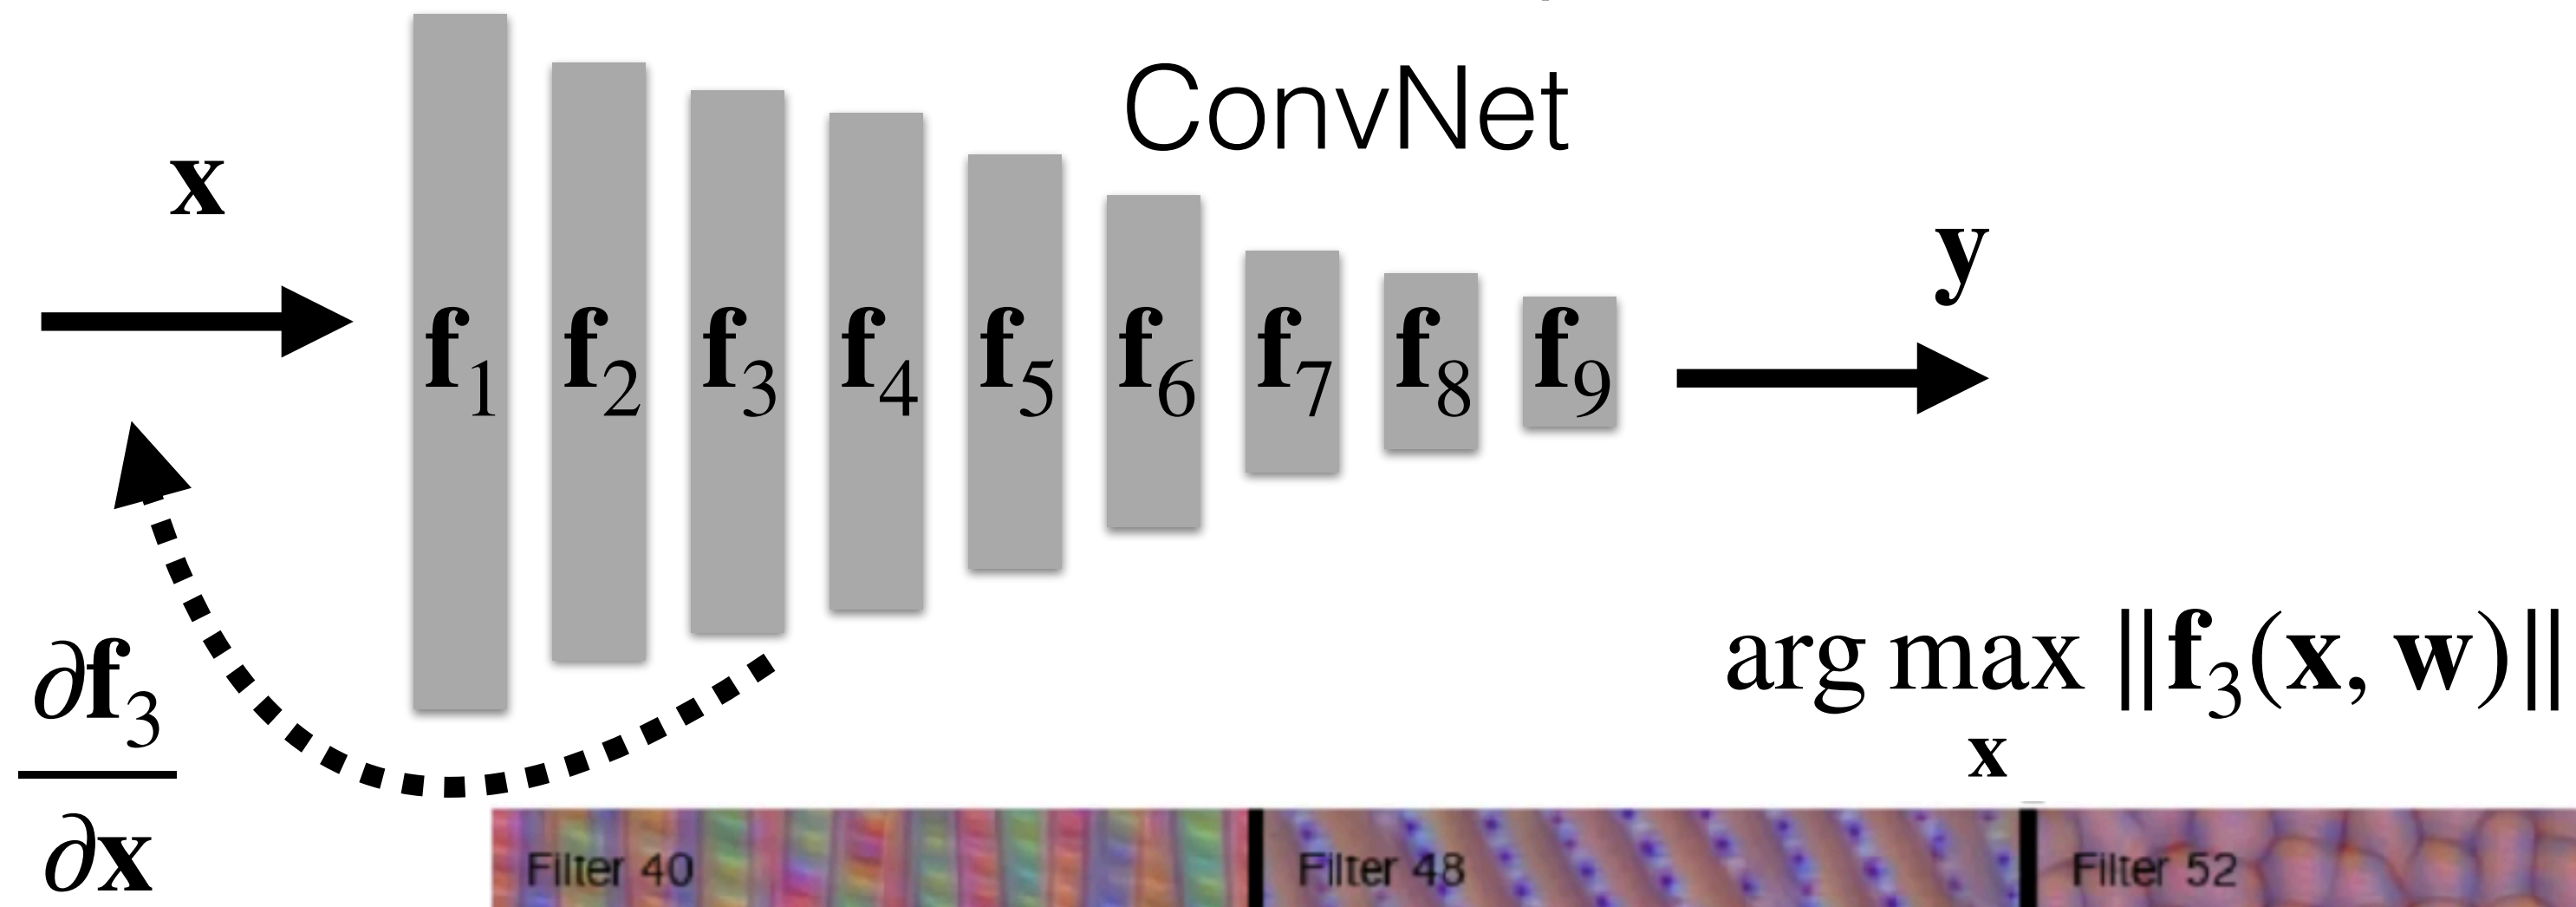 ConvNet
x
y
f₁ f₂ f₃ f₄ f₅ f₆ f₇ f₈ f₉
∂f₃
∂x
arg max ‖f₃(x, w)‖
x
Filter 40 Filter 48 Filter 52